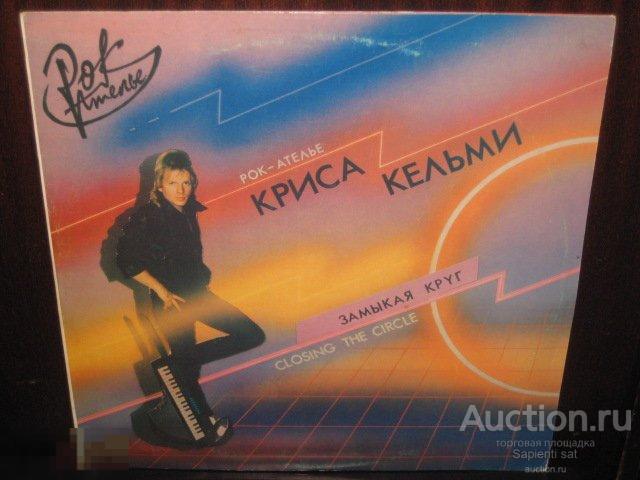 Рок
Ателье
РОК-АТЕЛЬЕ
КРИСА КЕЛЬМИ
ЗАМЫКАЯ КРУГ
CLOSING THE CIRCLE
Auction.ru
торговая площадка
Sapienti sat
auction.ru